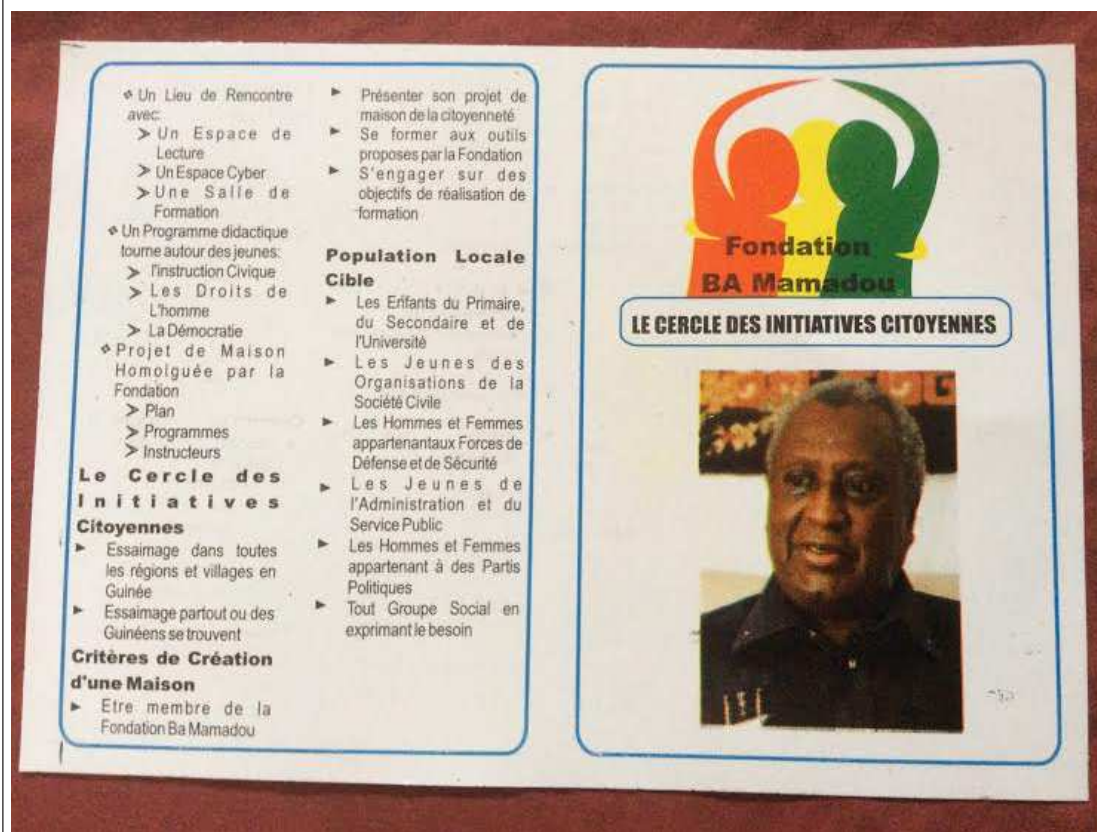 ❖ Un Lieu de Rencontre
avec:
➢ Un Espace de
Lecture
➢ Un Espace Cyber
➢ Une Salle de
Formation
❖ Un Programme didactique
tourne autour des jeunes:
➢ l'instruction Civique
➢ Les Droits de
L'homme
➢ La Démocratie
❖ Projet de Maison
Homolguée par la
Fondation
➢ Plan
➢ Programmes
➢ Instructeurs
Le Cercle des
Initiatives
Citoyennes
► Essaimage dans toutes
les régions et villages en
Guinée
► Essaimage partout ou des
Guinéens se trouvent
Critères de Création
d'une Maison
► Etre membre de la
Fondation Ba Mamadou
► Présenter son projet de
maison de la citoyenneté
► Se former aux outils
proposes par la Fondation
► S'engager sur des
objectifs de réalisation de
formation
Population Locale
Cible
► Les Enfants du Primaire,
du Secondaire et de
l'Université
► Les Jeunes des
Organisations de la
Société Civile
► Les Hommes et Femmes
appartenantaux Forces de
Défense et de Sécurité
► Les Jeunes de
l'Administration et du
Service Public
► Les Hommes et Femmes
appartenant à des Partis
Politiques
► Tout Groupe Social en
exprimant le besoin
Fondation
BA Mamadou
LE CERCLE DES INITIATIVES CITOYENNES